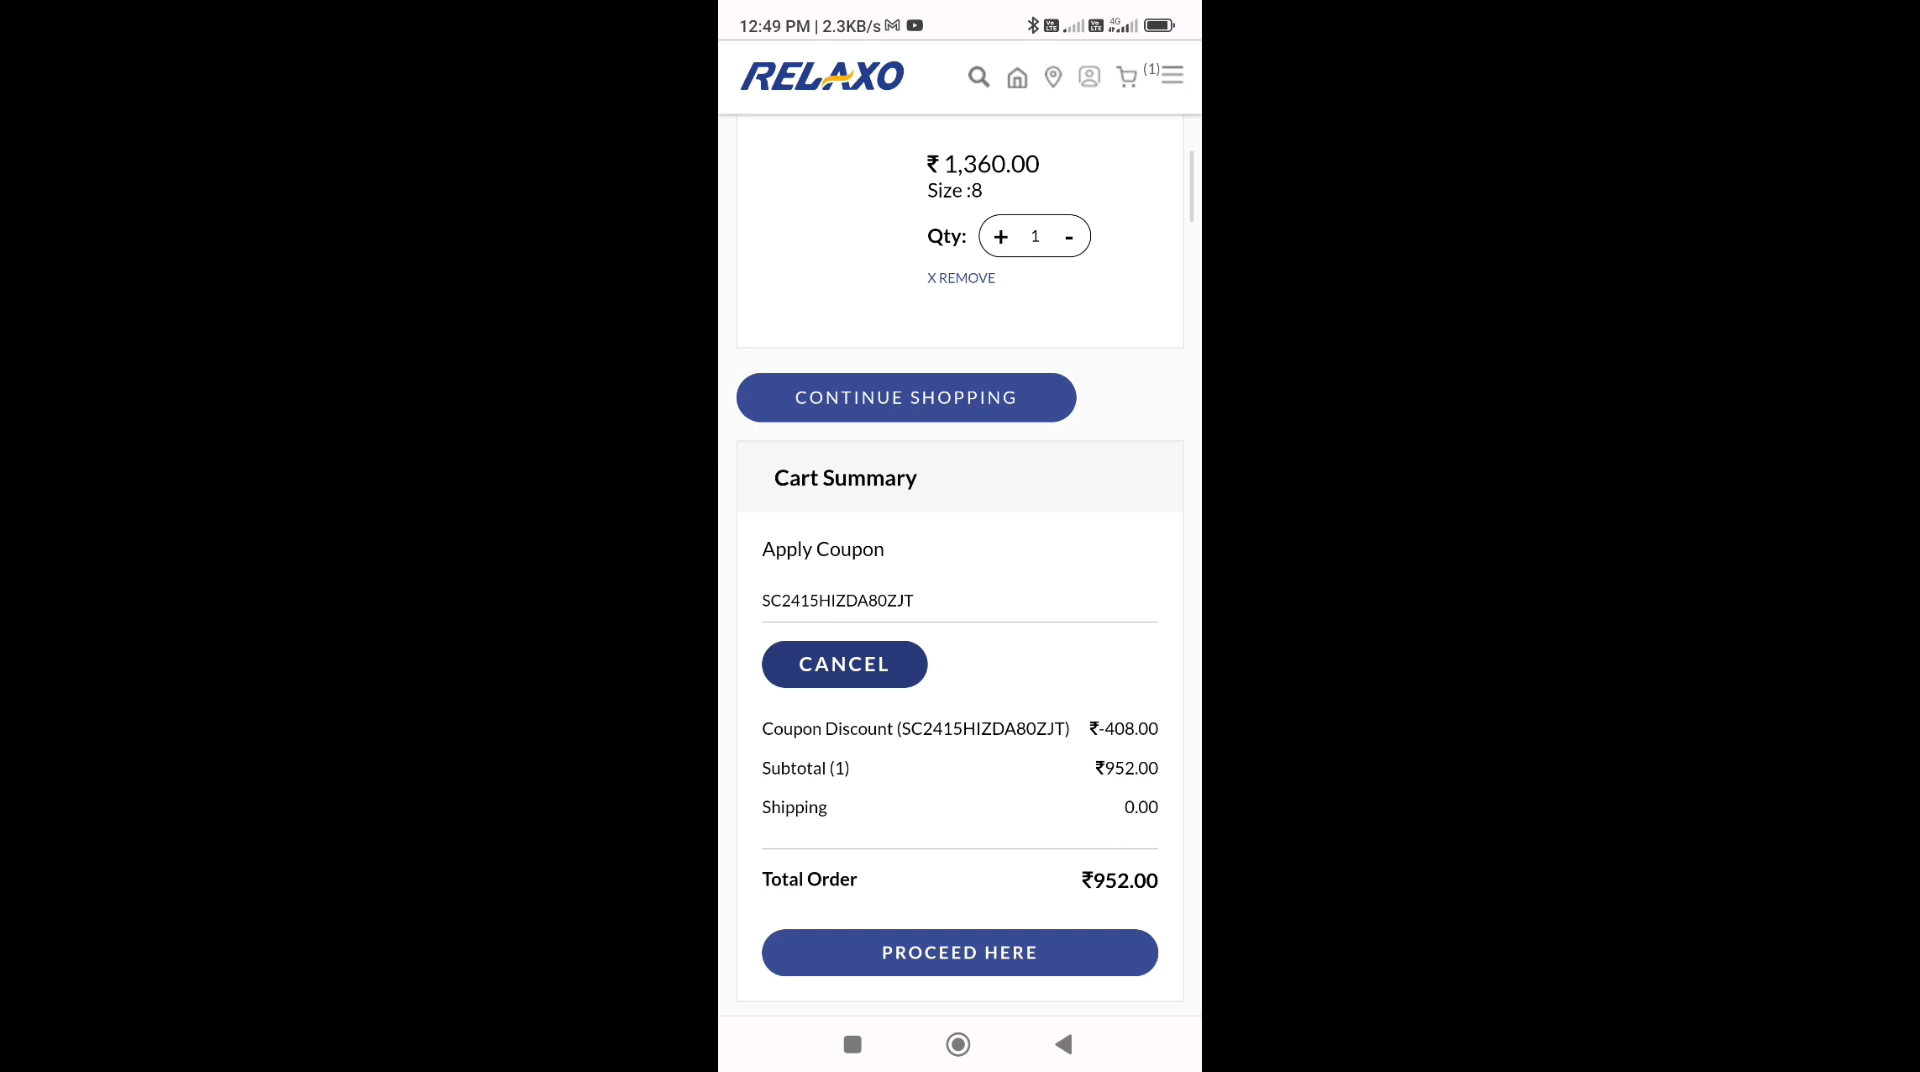 12:49 PM | 2.3KB/s
4G
RELAXO
(1)
₹ 1,360.00
Size :8
Qty: + 1 -
X REMOVE
CONTINUE SHOPPING
Cart Summary
Apply Coupon
SC2415HIZDA80ZJT
CANCEL
Coupon Discount (SC2415HIZDA80ZJT) ₹-408.00
Subtotal (1) ₹952.00
Shipping 0.00
Total Order ₹952.00
PROCEED HERE